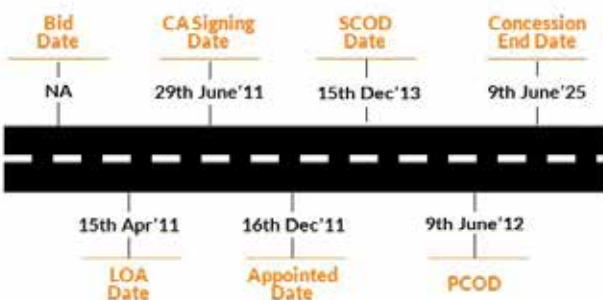 Bid
Date
CA Signing
Date
SCOD
Date
Concession
End Date
NA
29th June'11
15th Dec'13
9th June'25
15th Apr'11
16th Dec'11
9th June'12
LOA
Date
Appointed
Date
PCOD